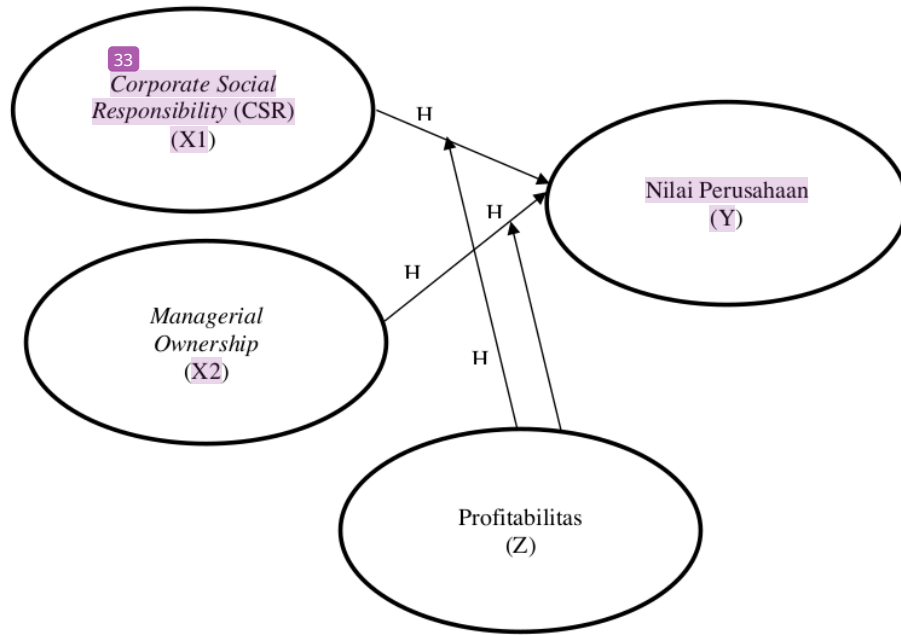 33
Corporate Social
Responsibility (CSR)
(X1)
H
Nilai Perusahaan
(Y)
H
H
Managerial
Ownership
(X2)
H
Profitabilitas
(Z)